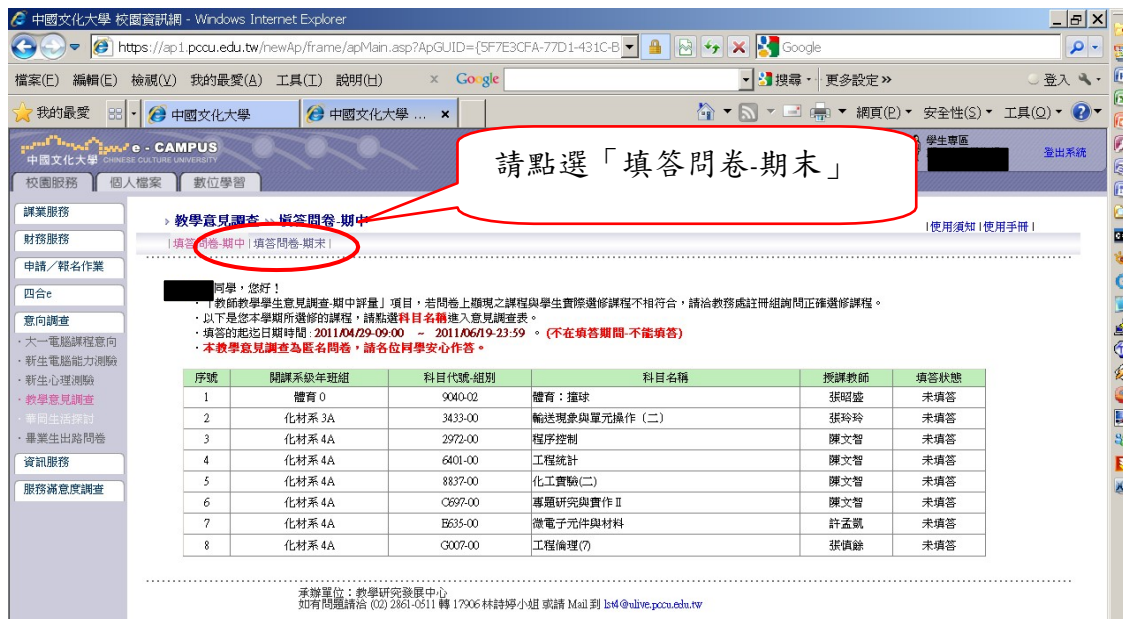 中國文化大學 校園資訊網 - Windows Internet Explorer
https://ap1.pccu.edu.tw/newAp/frame/apMain.asp?ApGUID={5F7E3CFA-77D1-431C-B
Google
檔案(F) 編輯(E) 檢視(V) 我的最愛(A) 工具(T) 說明(H)
× Google 搜尋 更多設定 » 登入
我的最愛 中國文化大學 中國文化大學 ... × 網頁(P) 安全性(S) 工具(O)
e - CAMPUS
中國文化大學 CHINESE CULTURE UNIVERSITY
學生專區
登出系統
校園服務 個人檔案 數位學習
請點選「填答問卷-期末」
課業服務
財務服務
申請／報名作業
四合e
意向調查
· 大一電腦課程意向
· 新生電腦能力測驗
· 新生心理測驗
· 教學意見調查
· 華岡生活探討
· 畢業生出路問卷
資訊服務
服務滿意度調查
教學意見調查 » 填答問卷-期中
| 填答問卷-期中 | 填答問卷-期末 |
| 使用須知 | 使用手冊 |
同學，您好！
· 「教師教學學生意見調查-期中評量」項目，若問卷上顯現之課程與學生實際選修課程不相符合，請洽教務處註冊組詢問正確選修課程。
· 以下是您本學期所選修的課程，請點選科目名稱進入意見調查表。
· 填答的起迄日期時間 : 2011/04/29-09:00 ~ 2011/06/19-23:59 。 (不在填答期間-不能填答)
· 本教學意見調查為匿名問卷，請各位同學安心作答。
序號 開課系級年班組 科目代號-組別 科目名稱 授課教師 填答狀態
1 體育 0 9040-02 體育：撞球 張昭盛 未填答
2 化材系 3A 3433-00 輸送現象與單元操作（二） 張玲玲 未填答
3 化材系 4A 2972-00 程序控制 陳文智 未填答
4 化材系 4A 6401-00 工程統計 陳文智 未填答
5 化材系 4A 8837-00 化工實驗(二) 陳文智 未填答
6 化材系 4A C697-00 專題研究與實作 II 陳文智 未填答
7 化材系 4A B635-00 微電子元件與材料 許孟凱 未填答
8 化材系 4A G007-00 工程倫理(7) 張慎餘 未填答
承辦單位：教學研究發展中心
如有問題請洽 (02) 2861-0511 轉 17906 林詩婷小姐 或請 Mail 到 lst4@ulive.pccu.edu.tw